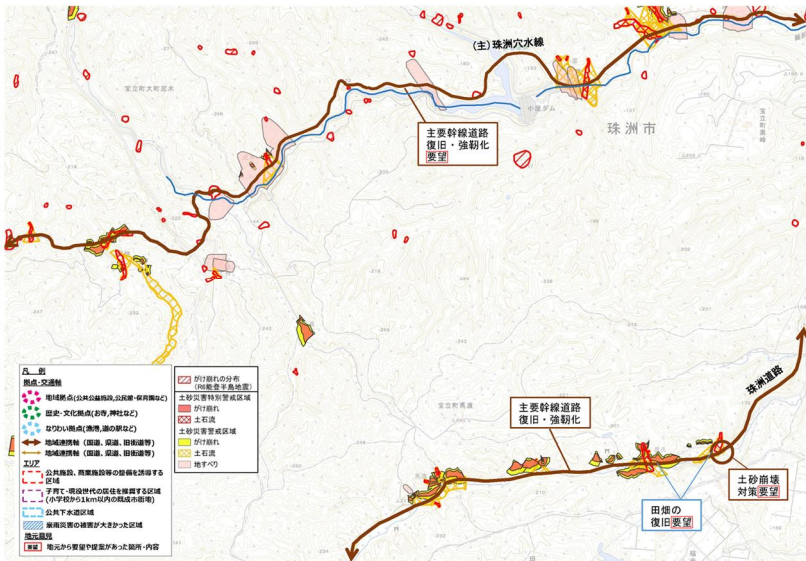 (主)珠洲穴水線
宝立町大町泥木
主要幹線道路
復旧・強靭化
要望
小屋ダム
珠洲市
宝立町黒峰
宝立町馬渡
主要幹線道路
復旧・強靭化
珠洲道路
土砂崩壊
対策要望
田畑の
復旧要望
凡 例
拠点・交通軸
地域拠点(公共公益施設,公民館・保育園など)
歴史・文化拠点(お寺,神社など)
なりわい拠点(漁港,道の駅など)
地域連携軸(国道、県道、旧街道等)
地域連携軸(国道、県道、旧街道等)
エリア
公共施設、商業施設等の整備を誘導する
区域
子育て・現役世代の居住を推奨する区域
(小学校から1km以内の既成市街地)
公共下水道区域
豪雨災害の被害が大きかった区域
地元意見
要望 地元から要望や提案があった箇所・内容
がけ崩れの分布
(R6能登半島地震)
土砂災害特別警戒区域
がけ崩れ
土石流
土砂災害警戒区域
がけ崩れ
土石流
地すべり